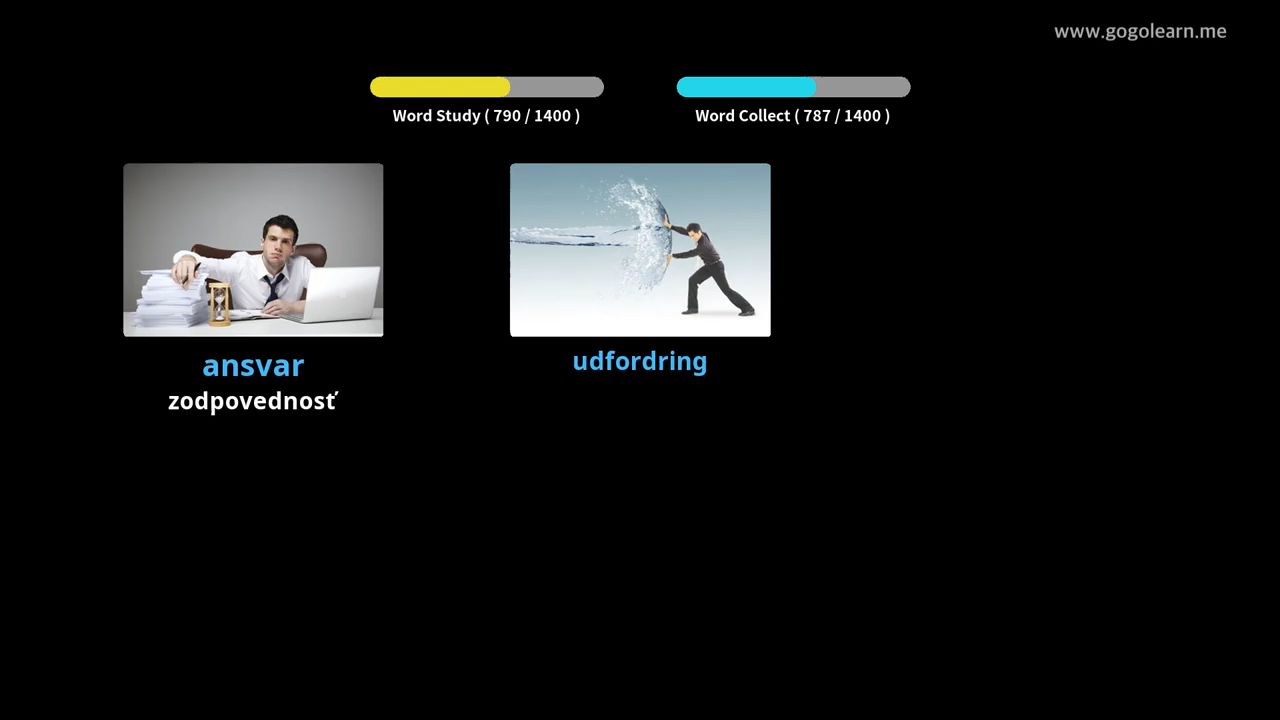 www.gogolearn.me
Word Study ( 790 / 1400 )
Word Collect ( 787 / 1400 )
ansvar
zodpovednosť
udfordring